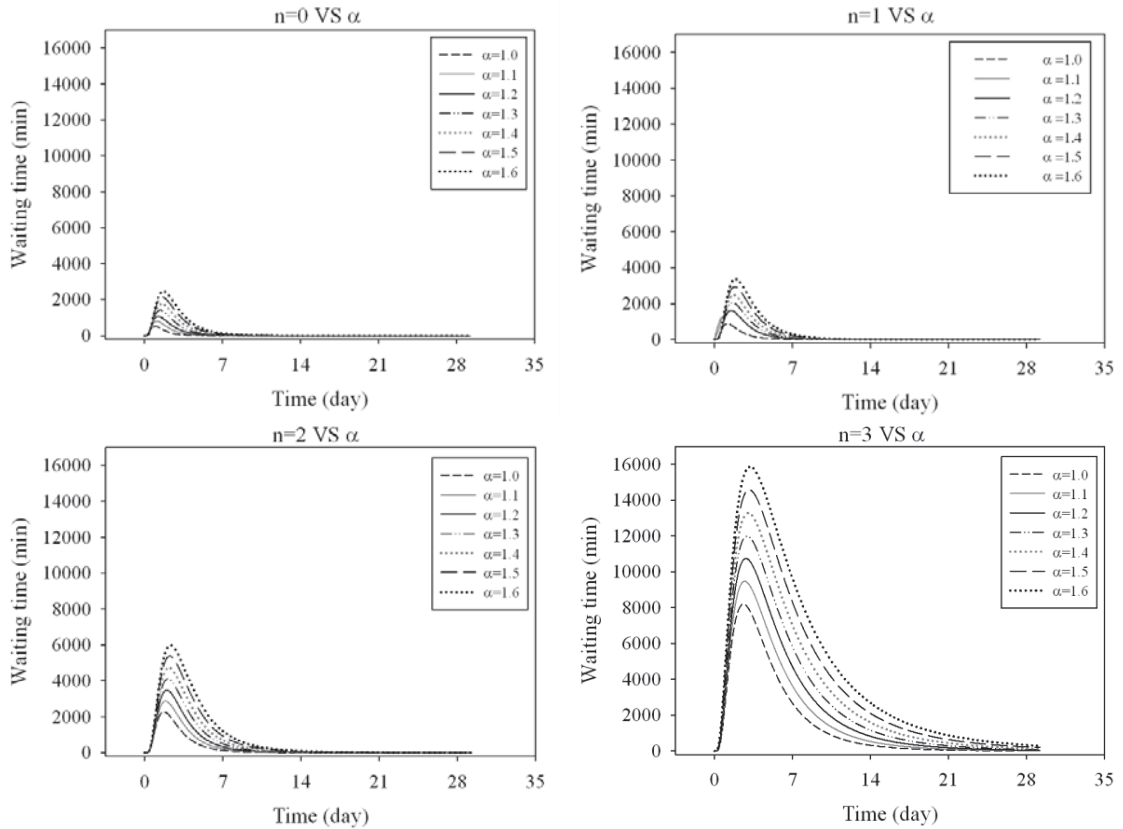 n=0 VS α
16000
14000
12000
10000
8000
6000
4000
2000
0
Waiting time (min)
0 7 14 21 28 35
Time (day)
α=1.0
α=1.1
α=1.2
α=1.3
α=1.4
α=1.5
α=1.6
n=1 VS α
16000
14000
12000
10000
8000
6000
4000
2000
0
Waiting time (min)
0 7 14 21 28 35
Time (day)
α =1.0
α =1.1
α =1.2
α =1.3
α =1.4
α =1.5
α =1.6
n=2 VS α
16000
14000
12000
10000
8000
6000
4000
2000
0
Waiting time (min)
0 7 14 21 28 35
Time (day)
α=1.0
α=1.1
α=1.2
α=1.3
α=1.4
α=1.5
α=1.6
n=3 VS α
16000
14000
12000
10000
8000
6000
4000
2000
0
Waiting time (min)
0 7 14 21 28 35
Time (day)
α=1.0
α=1.1
α=1.2
α=1.3
α=1.4
α=1.5
α=1.6